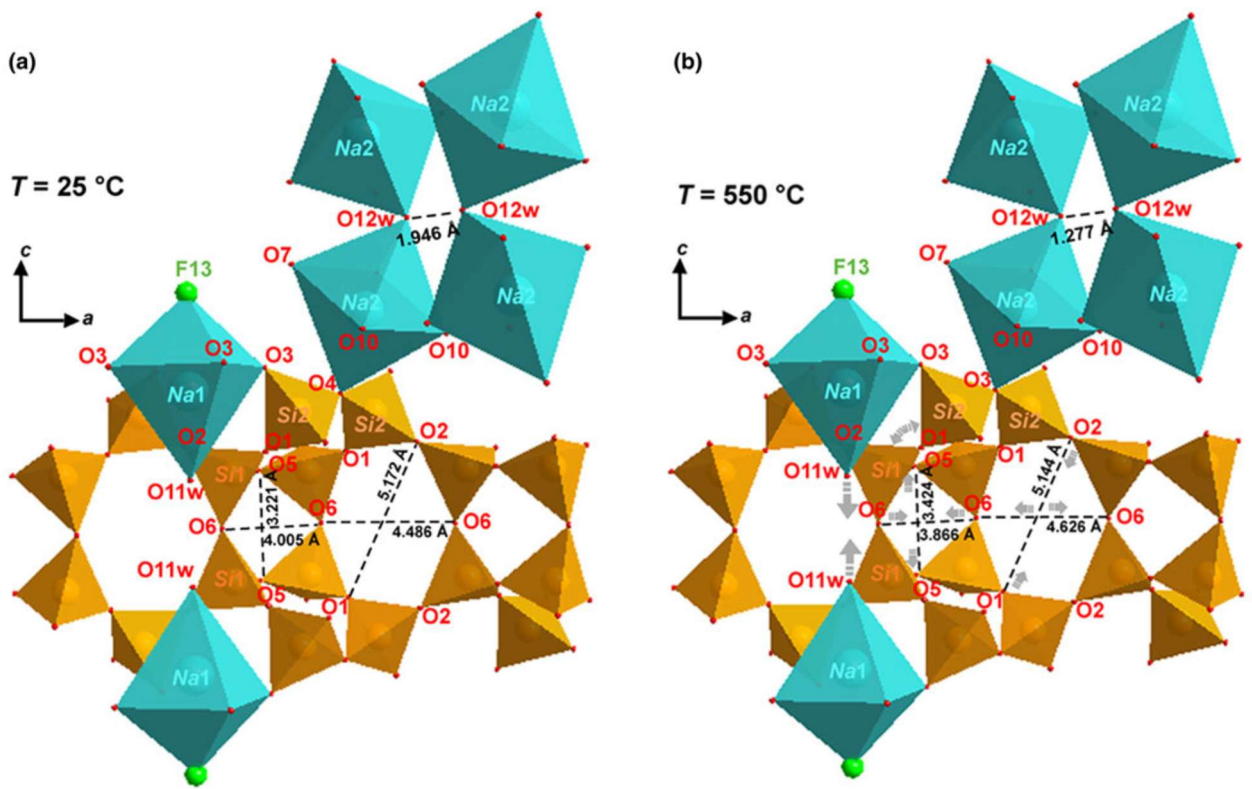 (a)
Na2
Na2
T = 25 °C
O12w
O12w
1.946 Å
c
O7
F13
Na2
Na2
a
O3
O3
O3
O10
O10
Na1
O4
Si2
Si2
O2
O1
O2
O5
O1
O11w
Si1
3.221 Å
5.172 Å
O6
O6
O6
4.005 Å
4.486 Å
O11w
Si1
O5
O1
O2
Na1
(b)
Na2
Na2
T = 550 °C
O12w
O12w
1.277 Å
c
O7
F13
Na2
Na2
a
O3
O3
O3
O10
O10
Na1
O3
Si2
Si2
O2
O1
O2
O5
O1
O11w
Si1
3.424 Å
5.144 Å
O6
O6
O6
3.866 Å
4.626 Å
O11w
Si1
O5
O1
O2
Na1